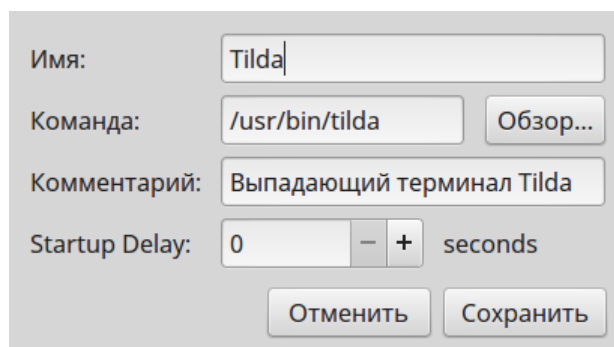 Имя: Tilda
Команда: /usr/bin/tilda Обзор...
Комментарий: Выпадающий терминал Tilda
Startup Delay: 0 − + seconds
Отменить Сохранить